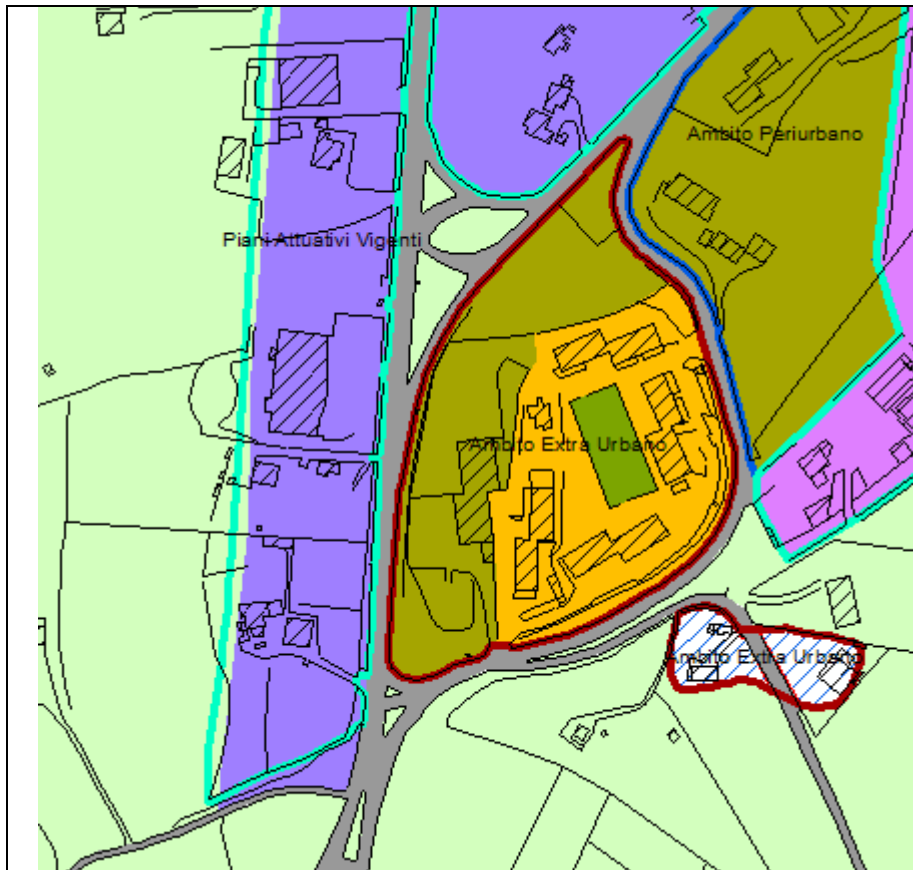 Ambito Periurbano
Piani Attuativi Vigenti
Ambito Extra Urbano
Ambito Extra Urbano